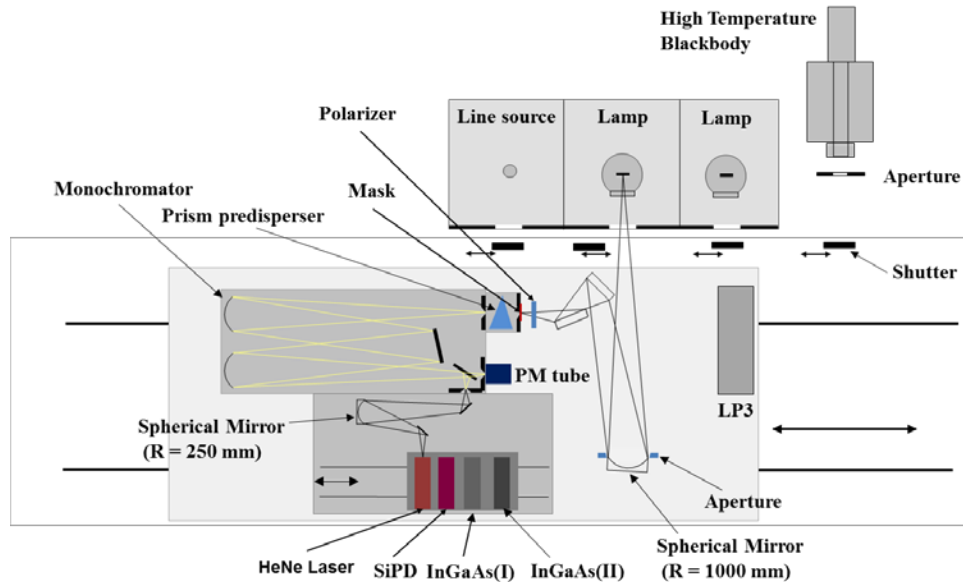 High Temperature
Blackbody
Polarizer
Line source
Lamp
Lamp
Monochromator
Mask
Aperture
Prism predisperser
Shutter
PM tube
LP3
Spherical Mirror
(R = 250 mm)
Aperture
HeNe Laser
SiPD
InGaAs(I)
InGaAs(II)
Spherical Mirror
(R = 1000 mm)